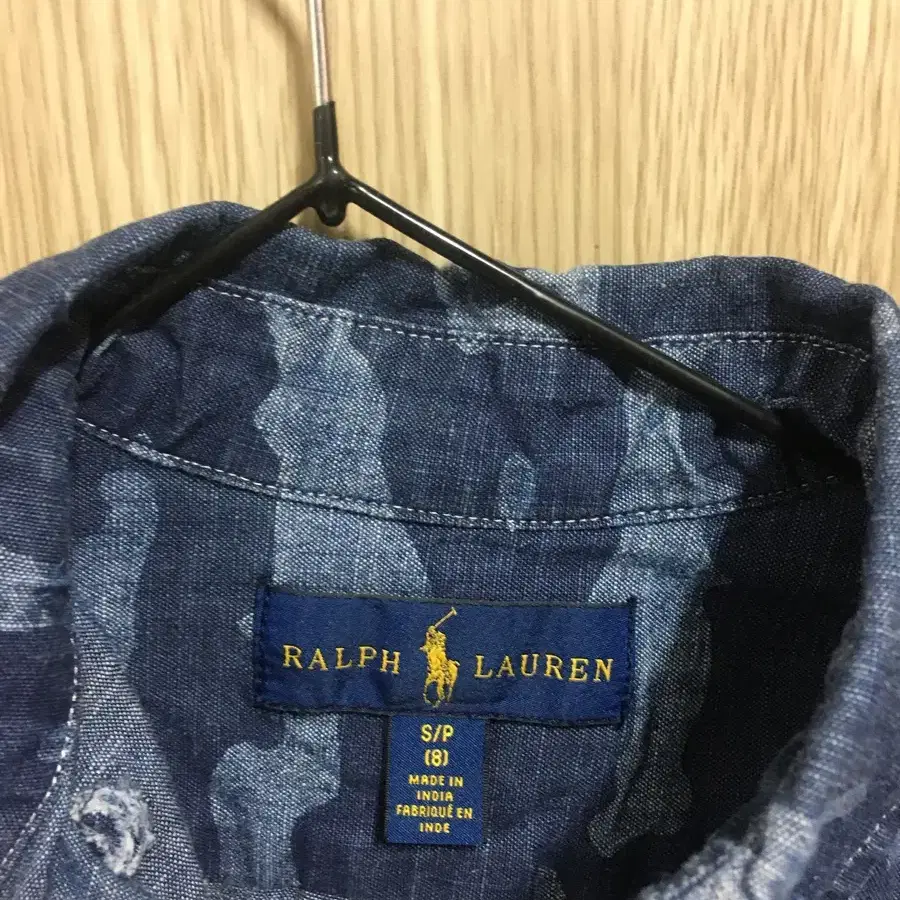 RALPH LAUREN
S/P
(8)
MADE IN
INDIA
FABRIQUÉ EN
INDE